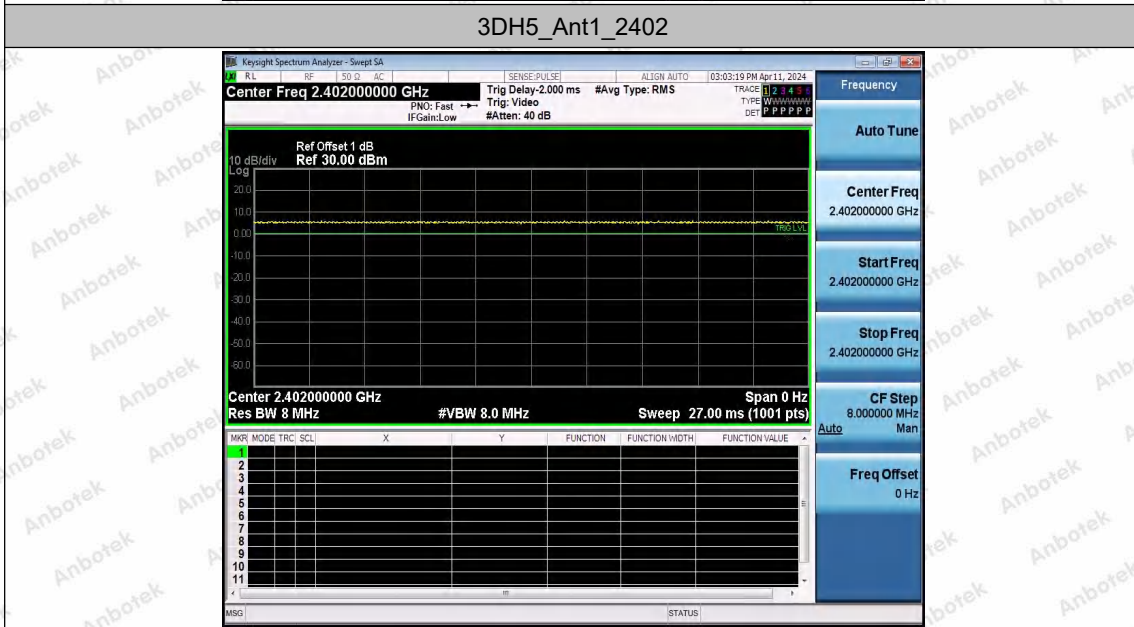 3DH5_Ant1_2402
Keysight Spectrum Analyzer - Swept SA
LXI RL RF 50 Ω AC SENSE:PULSE ALIGN AUTO 03:03:19 PM Apr 11, 2024
Center Freq 2.402000000 GHz
PNO: Fast
IFGain:Low
Trig Delay-2.000 ms
Trig: Video
#Atten: 40 dB
#Avg Type: RMS
TRACE 1 2 3 4 5 6
TYPE WWWWWW
DET P P P P P P
Ref Offset 1 dB
10 dB/div Ref 30.00 dBm
Log
20.0
10.0
0.00
TRIG LVL
-10.0
-20.0
-30.0
-40.0
-50.0
-60.0
Center 2.402000000 GHz Span 0 Hz
Res BW 8 MHz #VBW 8.0 MHz Sweep 27.00 ms (1001 pts)
MKR MODE TRC SCL X Y FUNCTION FUNCTION WIDTH FUNCTION VALUE
1
2
3
4
5
6
7
8
9
10
11
MSG STATUS
Frequency
Auto Tune
Center Freq
2.402000000 GHz
Start Freq
2.402000000 GHz
Stop Freq
2.402000000 GHz
CF Step
8.000000 MHz
Auto Man
Freq Offset
0 Hz
Anbotek